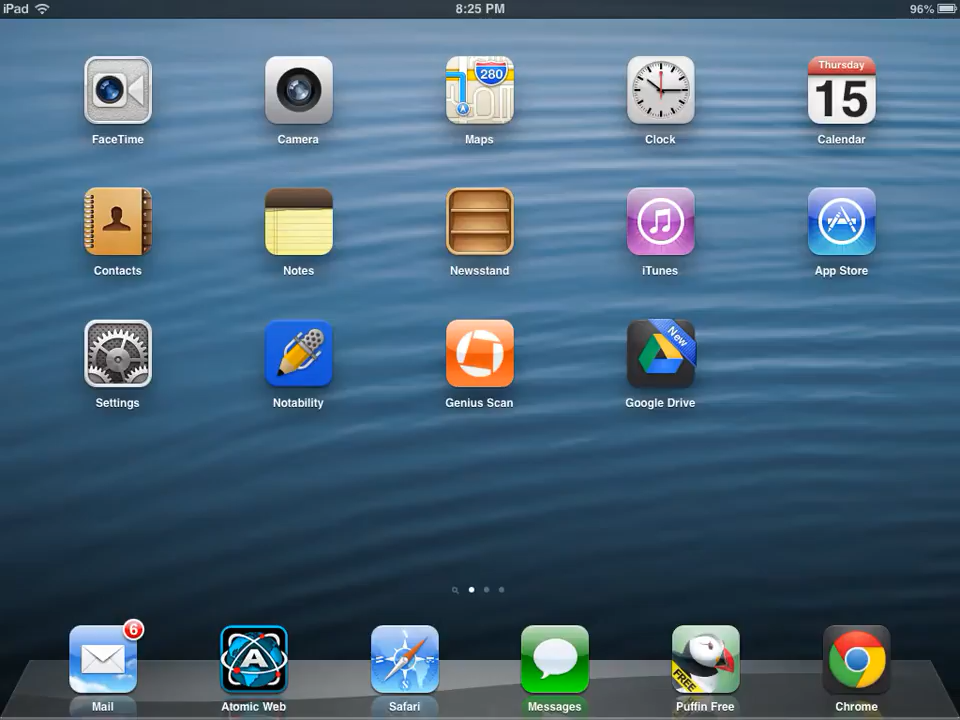 iPad 8:25 PM 96%
280 Thursday
15
FaceTime Camera Maps Clock Calendar
Contacts Notes Newsstand iTunes App Store
New
Settings Notability Genius Scan Google Drive
6
A FREE
Mail Atomic Web Safari Messages Puffin Free Chrome